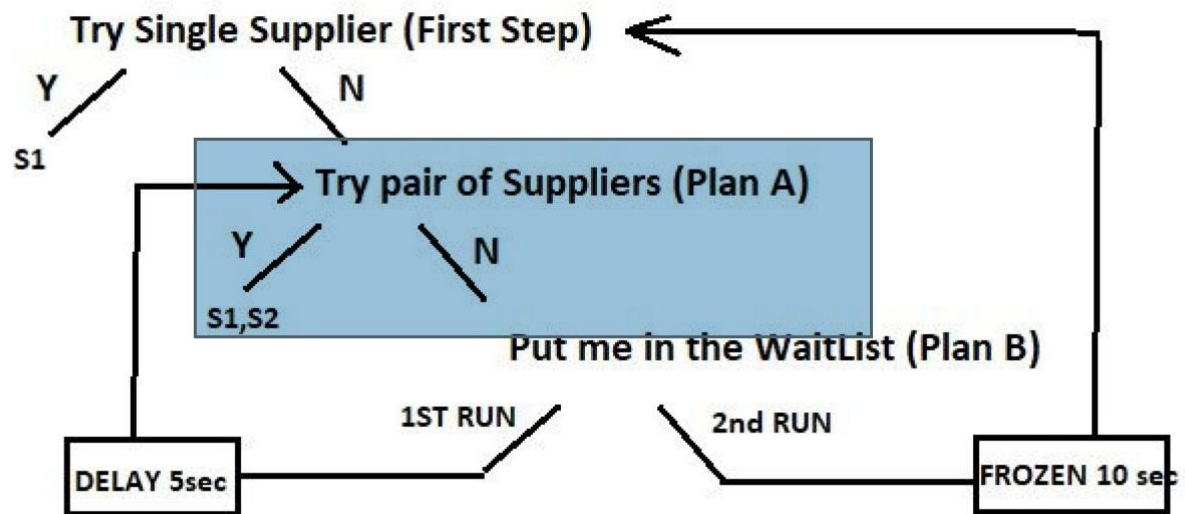 Try Single Supplier (First Step)
Y
N
S1
Try pair of Suppliers (Plan A)
Y
N
S1,S2
Put me in the WaitList (Plan B)
1ST RUN
2nd RUN
DELAY 5sec
FROZEN 10 sec